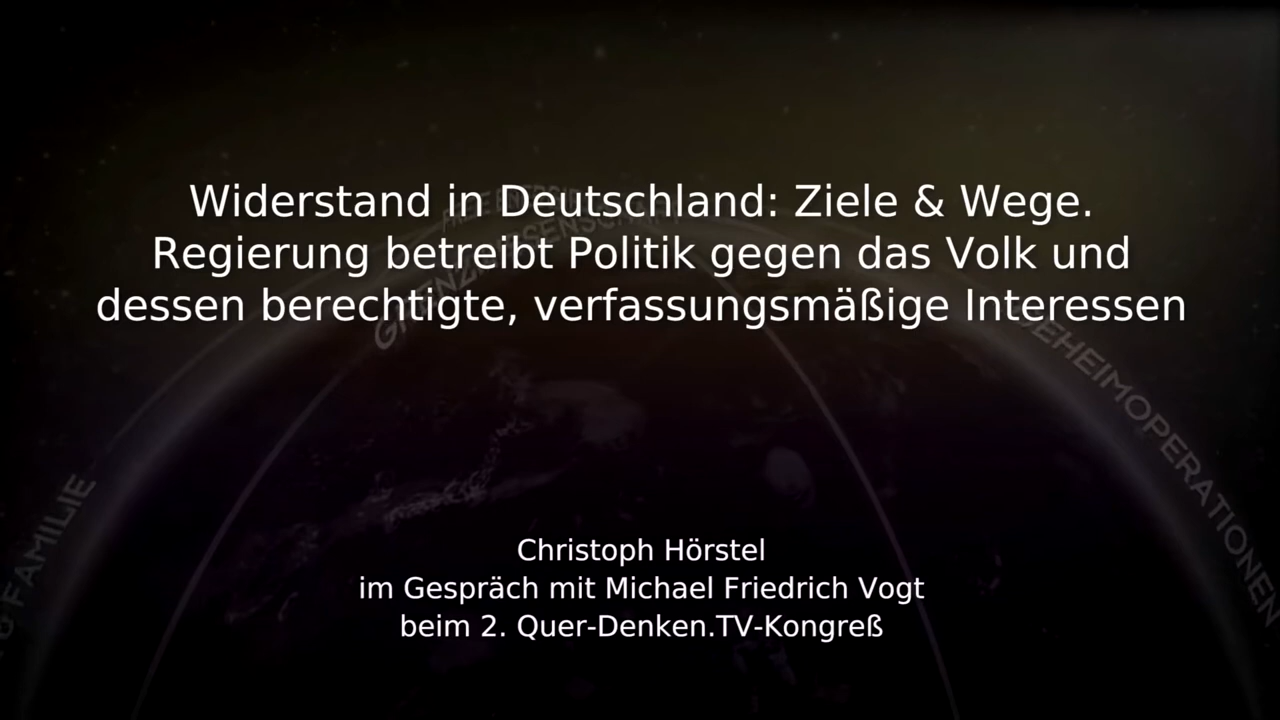 Widerstand in Deutschland: Ziele & Wege.
Regierung betreibt Politik gegen das Volk und
dessen berechtigte, verfassungsmäßige Interessen
GEHEIMOPERATIONEN
FAMILIE
Christoph Hörstel
im Gespräch mit Michael Friedrich Vogt
beim 2. Quer-Denken.TV-Kongreß